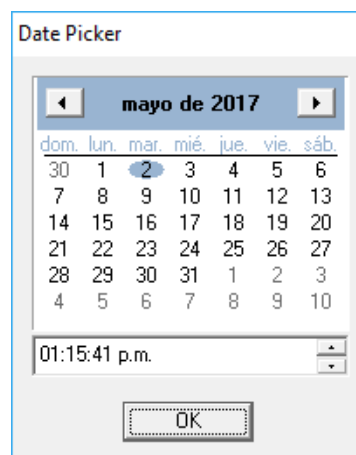 Date Picker
mayo de 2017
dom. lun. mar. mié. jue. vie. sáb.
30 1 2 3 4 5 6
7 8 9 10 11 12 13
14 15 16 17 18 19 20
21 22 23 24 25 26 27
28 29 30 31 1 2 3
4 5 6 7 8 9 10
01:15:41 p.m.
OK